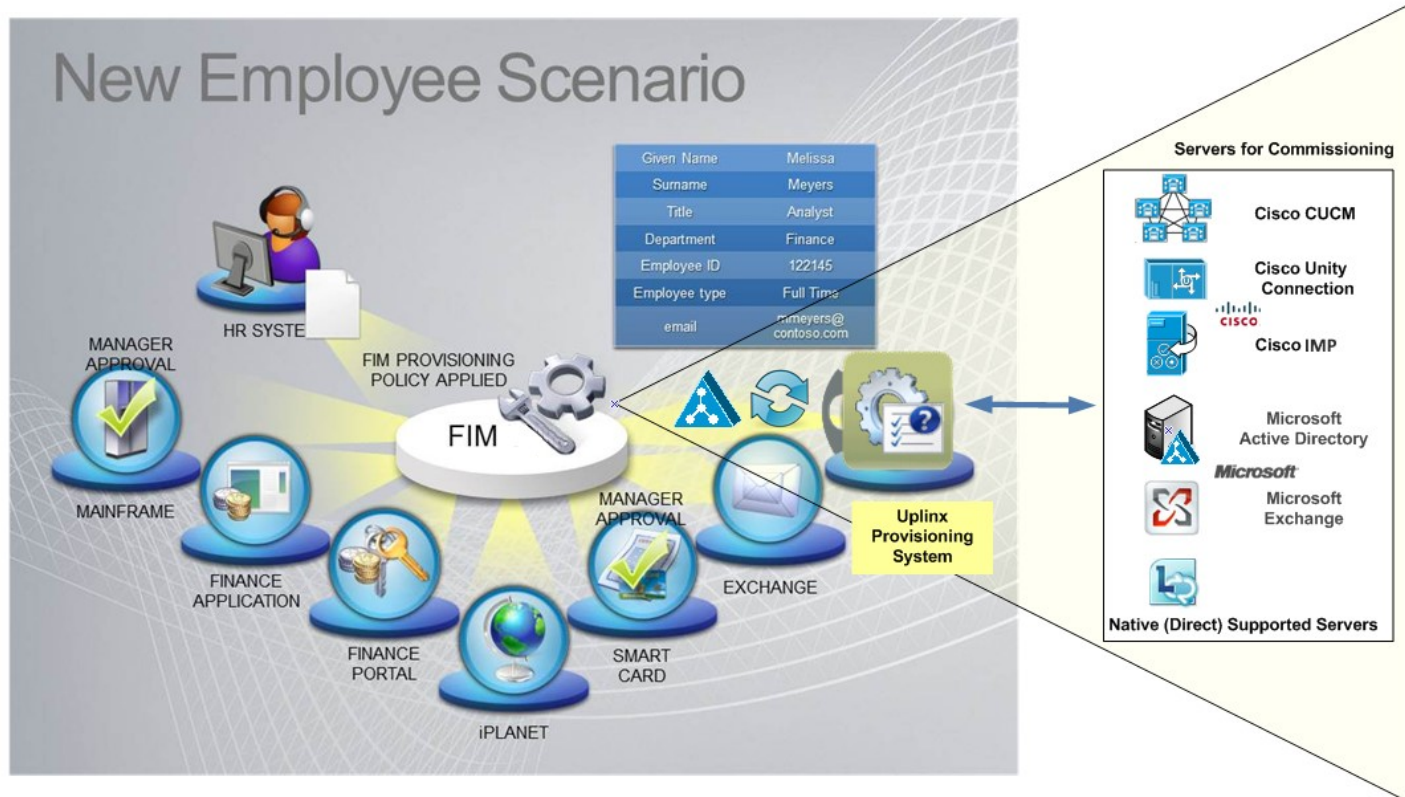 New Employee Scenario
Given Name Melissa
Surname Meyers
Title Analyst
Department Finance
Employee ID 122145
Employee type Full Time
email mmeyers@
contoso.com
HR SYSTE
MANAGER
APPROVAL
FIM PROVISIONING
POLICY APPLIED
FIM
MAINFRAME
FINANCE
APPLICATION
FINANCE
PORTAL
iPLANET
MANAGER
APPROVAL
SMART
CARD
EXCHANGE
Uplinx
Provisioning
System
Servers for Commissioning
Cisco CUCM
Cisco Unity
Connection
CISCO
Cisco IMP
Microsoft
Active Directory
Microsoft
Microsoft
Exchange
Native (Direct) Supported Servers